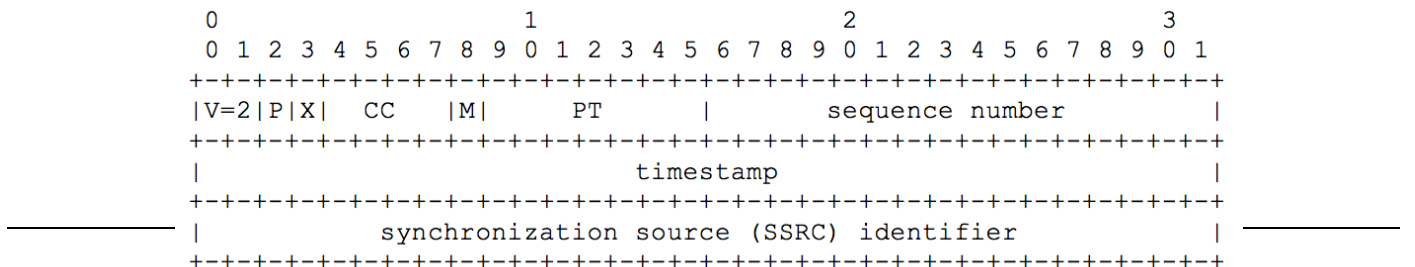 0                   1                   2                   3
0 1 2 3 4 5 6 7 8 9 0 1 2 3 4 5 6 7 8 9 0 1 2 3 4 5 6 7 8 9 0 1
+-+-+-+-+-+-+-+-+-+-+-+-+-+-+-+-+-+-+-+-+-+-+-+-+-+-+-+-+-+-+-+-+
|V=2|P|X|  CC   |M|     PT      |       sequence number         |
+-+-+-+-+-+-+-+-+-+-+-+-+-+-+-+-+-+-+-+-+-+-+-+-+-+-+-+-+-+-+-+-+
|                           timestamp                           |
+-+-+-+-+-+-+-+-+-+-+-+-+-+-+-+-+-+-+-+-+-+-+-+-+-+-+-+-+-+-+-+-+
|           synchronization source (SSRC) identifier            |
+-+-+-+-+-+-+-+-+-+-+-+-+-+-+-+-+-+-+-+-+-+-+-+-+-+-+-+-+-+-+-+-+